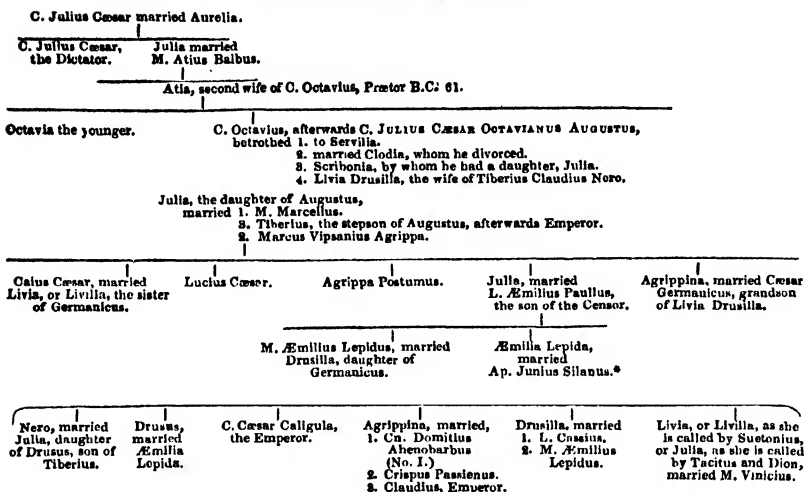 C. Julius Cæsar married Aurelia.
C. Julius Cæsar,
the Dictator.
Julia married
M. Atius Balbus.
Atia, second wife of C. Octavius, Prætor B.C. 61.
Octavia the younger.
C. Octavius, afterwards C. JULIUS CÆSAR OCTAVIANUS AUGUSTUS,
betrothed 1. to Servilia.
2. married Clodia, whom he divorced.
3. Scribonia, by whom he had a daughter, Julia.
4. Livia Drusilla, the wife of Tiberius Claudius Nero.
Julia, the daughter of Augustus,
married 1. M. Marcellus.
3. Tiberius, the stepson of Augustus, afterwards Emperor.
2. Marcus Vipsanius Agrippa.
Caius Cæsar, married
Livia, or Livilla, the sister
of Germanicus.
Lucius Cæsar.
Agrippa Postumus.
Julia, married
L. Æmilius Paullus,
the son of the Censor.
Agrippina, married Cæsar
Germanicus, grandson
of Livia Drusilla.
M. Æmilius Lepidus, married
Drusilla, daughter of
Germanicus.
Æmilia Lepida,
married
Ap. Junius Silanus.*
Nero, married
Julia, daughter
of Drusus, son of
Tiberius.
Drusus,
married
Æmilia
Lepida.
C. Cæsar Caligula,
the Emperor.
Agrippina, married,
1. Cn. Domitius
Ahenobarbus
(No. I.)
2. Crispus Passienus.
3. Claudius, Emperor.
Drusilla, married
1. L. Cassius.
2. M. Æmilius
Lepidus.
Livia, or Livilla, as she
is called by Suetonius,
or Julia, as she is called
by Tacitus and Dion,
married M. Vinicius.